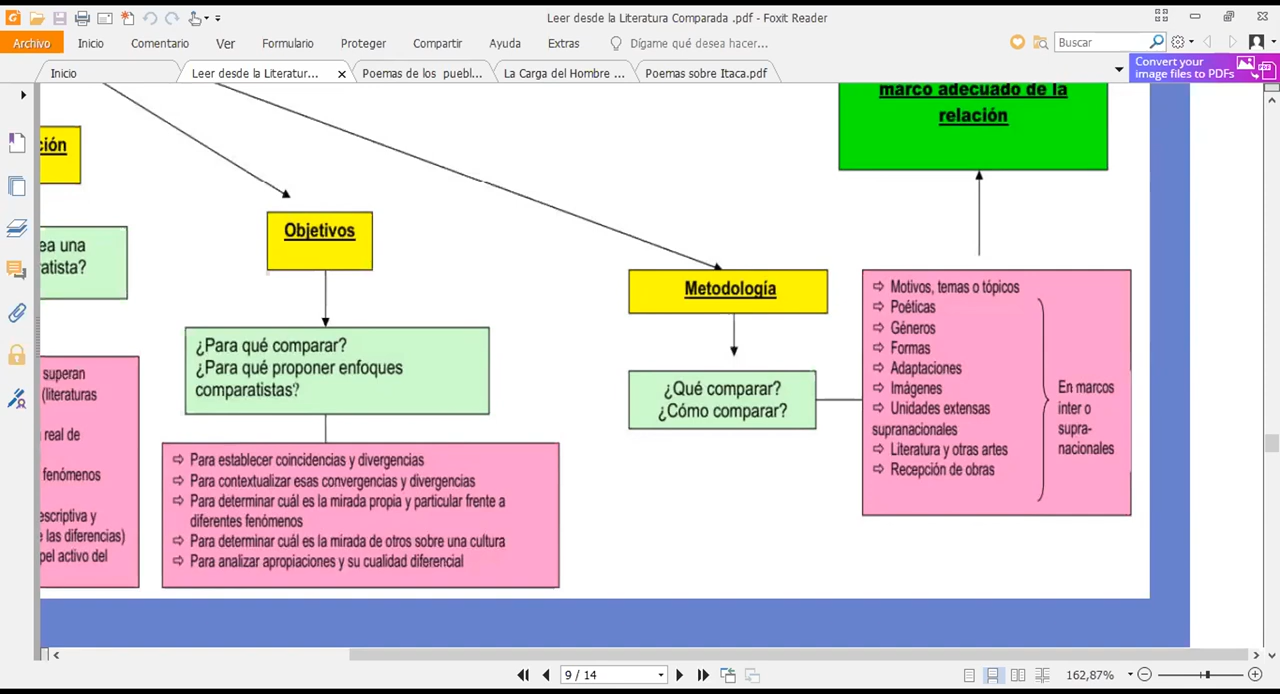 Leer desde la Literatura Comparada .pdf - Foxit Reader
Archivo Inicio Comentario Ver Formulario Proteger Compartir Ayuda Extras Dígame qué desea hacer... Buscar
Inicio Leer desde la Literatur... Poemas de los puebl... La Carga del Hombre ... Poemas sobre Itaca.pdf
Convert your
image files to PDFs
marco adecuado de la
relación
ción
ea una
atista?
superan
(literaturas
real de
fenómenos
escriptiva y
e las diferencias)
pel activo del
Objetivos
¿Para qué comparar?
¿Para qué proponer enfoques
comparatistas?
⇨ Para establecer coincidencias y divergencias
⇨ Para contextualizar esas convergencias y divergencias
⇨ Para determinar cuál es la mirada propia y particular frente a
diferentes fenómenos
⇨ Para determinar cuál es la mirada de otros sobre una cultura
⇨ Para analizar apropiaciones y su cualidad diferencial
Metodología
¿Qué comparar?
¿Cómo comparar?
⇨ Motivos, temas o tópicos
⇨ Poéticas
⇨ Géneros
⇨ Formas
⇨ Adaptaciones
⇨ Imágenes
⇨ Unidades extensas
supranacionales
⇨ Literatura y otras artes
⇨ Recepción de obras
En marcos
inter o
supra-
nacionales
9 / 14
162,87%